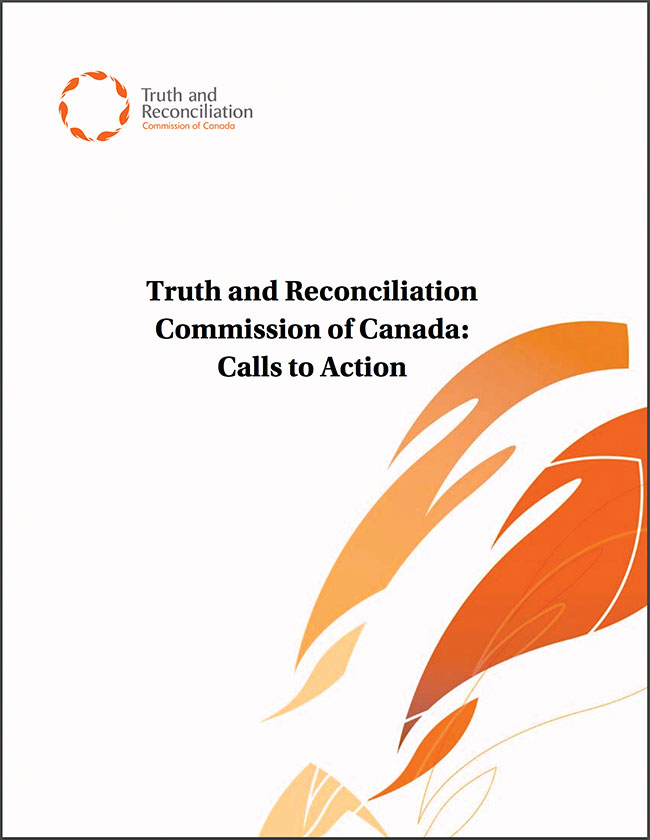 Truth and
Reconciliation
Commission of Canada
Truth and Reconciliation
Commission of Canada:
Calls to Action